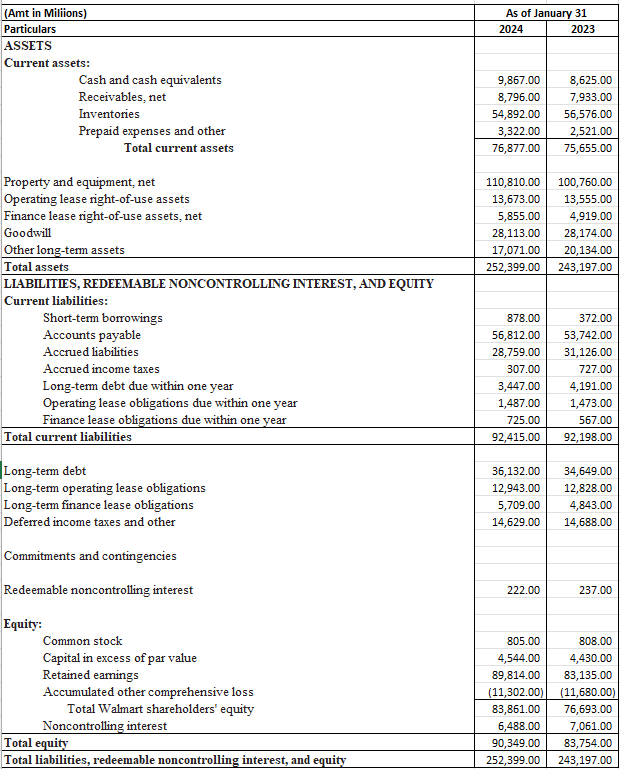 (Amt in Miliions) As of January 31
Particulars 2024 2023
ASSETS
Current assets:
Cash and cash equivalents 9,867.00 8,625.00
Receivables, net 8,796.00 7,933.00
Inventories 54,892.00 56,576.00
Prepaid expenses and other 3,322.00 2,521.00
Total current assets 76,877.00 75,655.00
Property and equipment, net 110,810.00 100,760.00
Operating lease right-of-use assets 13,673.00 13,555.00
Finance lease right-of-use assets, net 5,855.00 4,919.00
Goodwill 28,113.00 28,174.00
Other long-term assets 17,071.00 20,134.00
Total assets 252,399.00 243,197.00
LIABILITIES, REDEEMABLE NONCONTROLLING INTEREST, AND EQUITY
Current liabilities:
Short-term borrowings 878.00 372.00
Accounts payable 56,812.00 53,742.00
Accrued liabilities 28,759.00 31,126.00
Accrued income taxes 307.00 727.00
Long-term debt due within one year 3,447.00 4,191.00
Operating lease obligations due within one year 1,487.00 1,473.00
Finance lease obligations due within one year 725.00 567.00
Total current liabilities 92,415.00 92,198.00
Long-term debt 36,132.00 34,649.00
Long-term operating lease obligations 12,943.00 12,828.00
Long-term finance lease obligations 5,709.00 4,843.00
Deferred income taxes and other 14,629.00 14,688.00
Commitments and contingencies
Redeemable noncontrolling interest 222.00 237.00
Equity:
Common stock 805.00 808.00
Capital in excess of par value 4,544.00 4,430.00
Retained earnings 89,814.00 83,135.00
Accumulated other comprehensive loss (11,302.00) (11,680.00)
Total Walmart shareholders' equity 83,861.00 76,693.00
Noncontrolling interest 6,488.00 7,061.00
Total equity 90,349.00 83,754.00
Total liabilities, redeemable noncontrolling interest, and equity 252,399.00 243,197.00